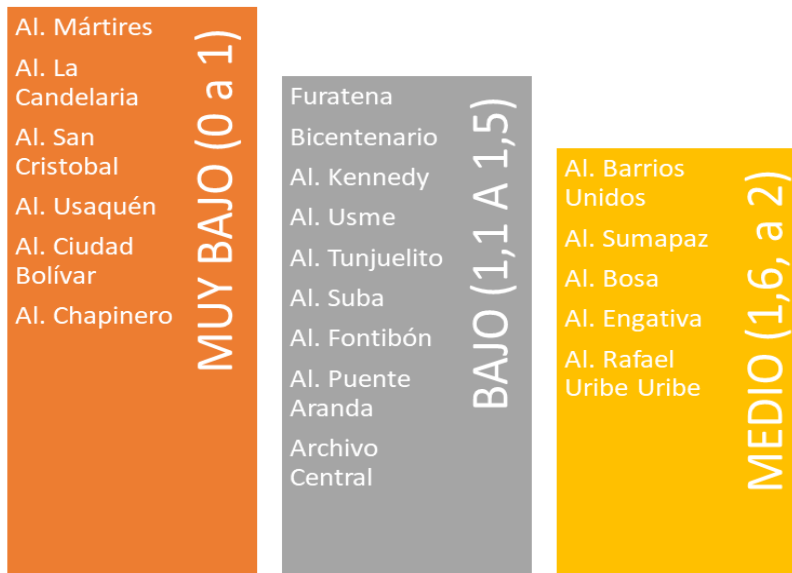 Al. Mártires
Al. La
Candelaria
Al. San
Cristobal
Al. Usaquén
Al. Ciudad
Bolívar
Al. Chapinero
MUY BAJO (0 a 1)
Furatena
Bicentenario
Al. Kennedy
Al. Usme
Al. Tunjuelito
Al. Suba
Al. Fontibón
Al. Puente
Aranda
Archivo
Central
BAJO (1,1 A 1,5)
Al. Barrios
Unidos
Al. Sumapaz
Al. Bosa
Al. Engativa
Al. Rafael
Uribe Uribe
MEDIO (1,6, a 2)